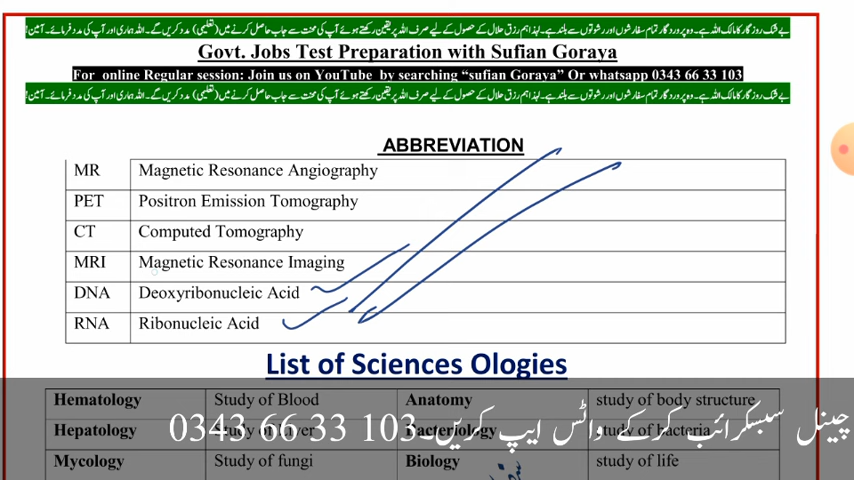 بے شک روزگار کا مالک اللہ ہے۔ وہ پروردگار تمام سفارشوں اور رشوتوں سے بلند ہے۔ لہٰذا ہم رزق حلال کے حصول کے لیے صرف اللہ پر یقین رکھتے ہوئے آپ کی محنت سے جاب حاصل کرنے میں (تعلیمی) مدد کریں گے۔ اللہ ہماری اور آپ کی مدد فرمائے۔ آمین!
Govt. Jobs Test Preparation with Sufian Goraya
For online Regular session: Join us on YouTube by searching “sufian Goraya” Or whatsapp 0343 66 33 103
بے شک روزگار کا مالک اللہ ہے۔ وہ پروردگار تمام سفارشوں اور رشوتوں سے بلند ہے۔ لہٰذا ہم رزق حلال کے حصول کے لیے صرف اللہ پر یقین رکھتے ہوئے آپ کی محنت سے جاب حاصل کرنے میں (تعلیمی) مدد کریں گے۔ اللہ ہماری اور آپ کی مدد فرمائے۔ آمین!
ABBREVIATION
MR Magnetic Resonance Angiography
PET Positron Emission Tomography
CT Computed Tomography
MRI Magnetic Resonance Imaging
DNA Deoxyribonucleic Acid
RNA Ribonucleic Acid
List of Sciences Ologies
Hematology Study of Blood Anatomy study of body structure
Hepatology Study of Liver Bacteriology study of bacteria
چینل سبسکرائب کرکے واٹس ایپ کریں۔ 0343 66 33 103
Mycology Study of fungi Biology study of life